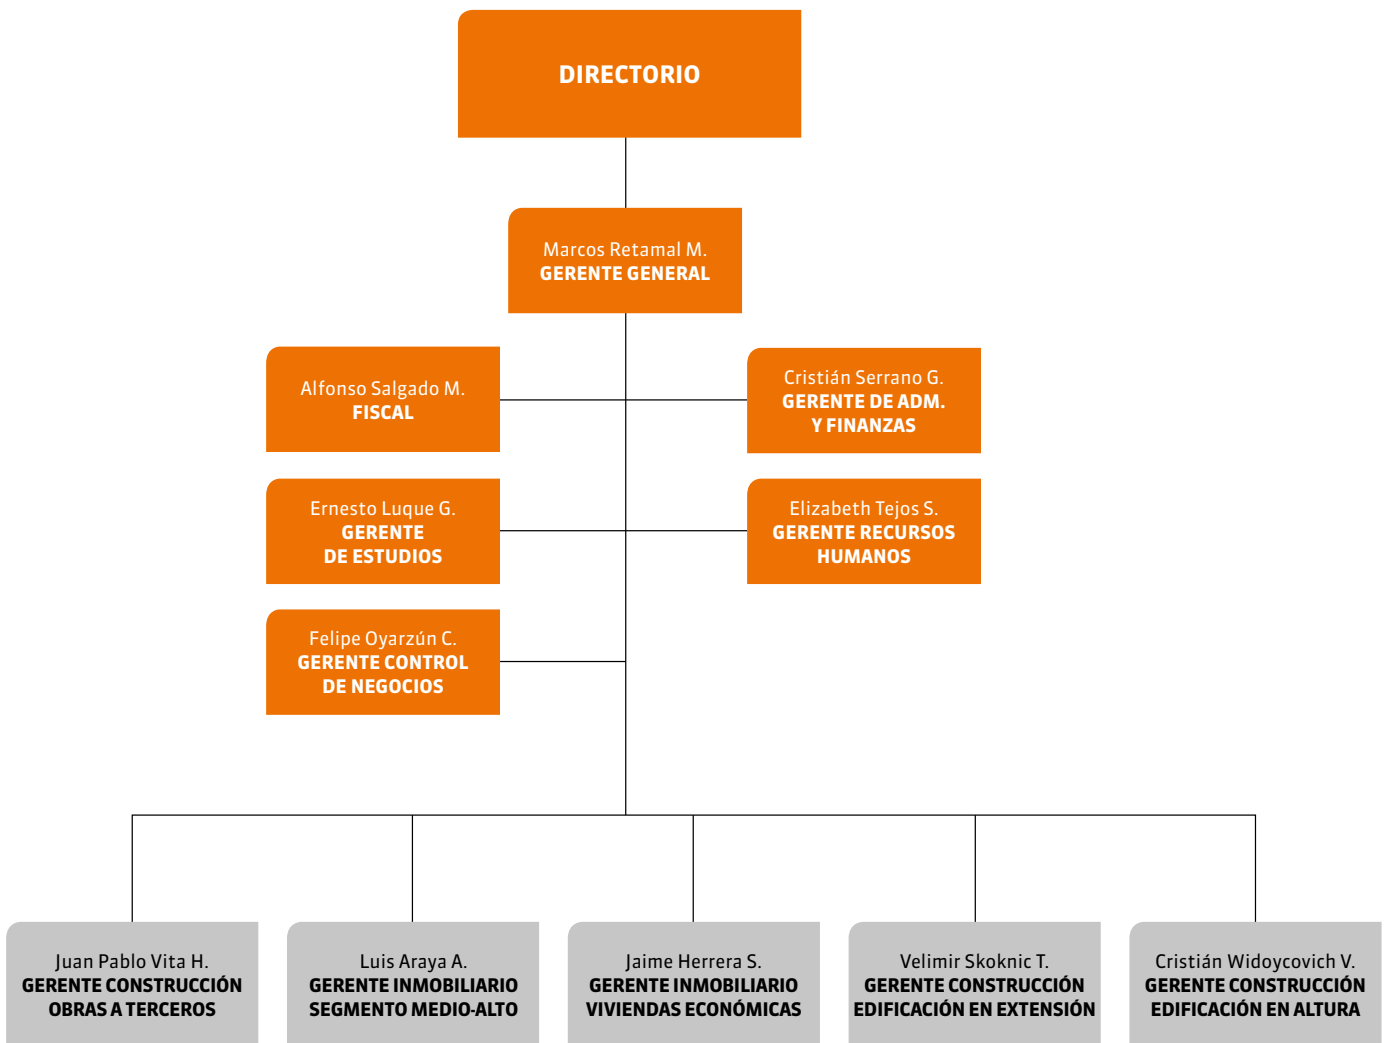 DIRECTORIO
Marcos Retamal M.
GERENTE GENERAL
Alfonso Salgado M.
FISCAL
Cristián Serrano G.
GERENTE DE ADM.
Y FINANZAS
Ernesto Luque G.
GERENTE
DE ESTUDIOS
Elizabeth Tejos S.
GERENTE RECURSOS
HUMANOS
Felipe Oyarzún C.
GERENTE CONTROL
DE NEGOCIOS
Juan Pablo Vita H.
GERENTE CONSTRUCCIÓN
OBRAS A TERCEROS
Luis Araya A.
GERENTE INMOBILIARIO
SEGMENTO MEDIO-ALTO
Jaime Herrera S.
GERENTE INMOBILIARIO
VIVIENDAS ECONÓMICAS
Velimir Skoknic T.
GERENTE CONSTRUCCIÓN
EDIFICACIÓN EN EXTENSIÓN
Cristián Widoycovich V.
GERENTE CONSTRUCCIÓN
EDIFICACIÓN EN ALTURA